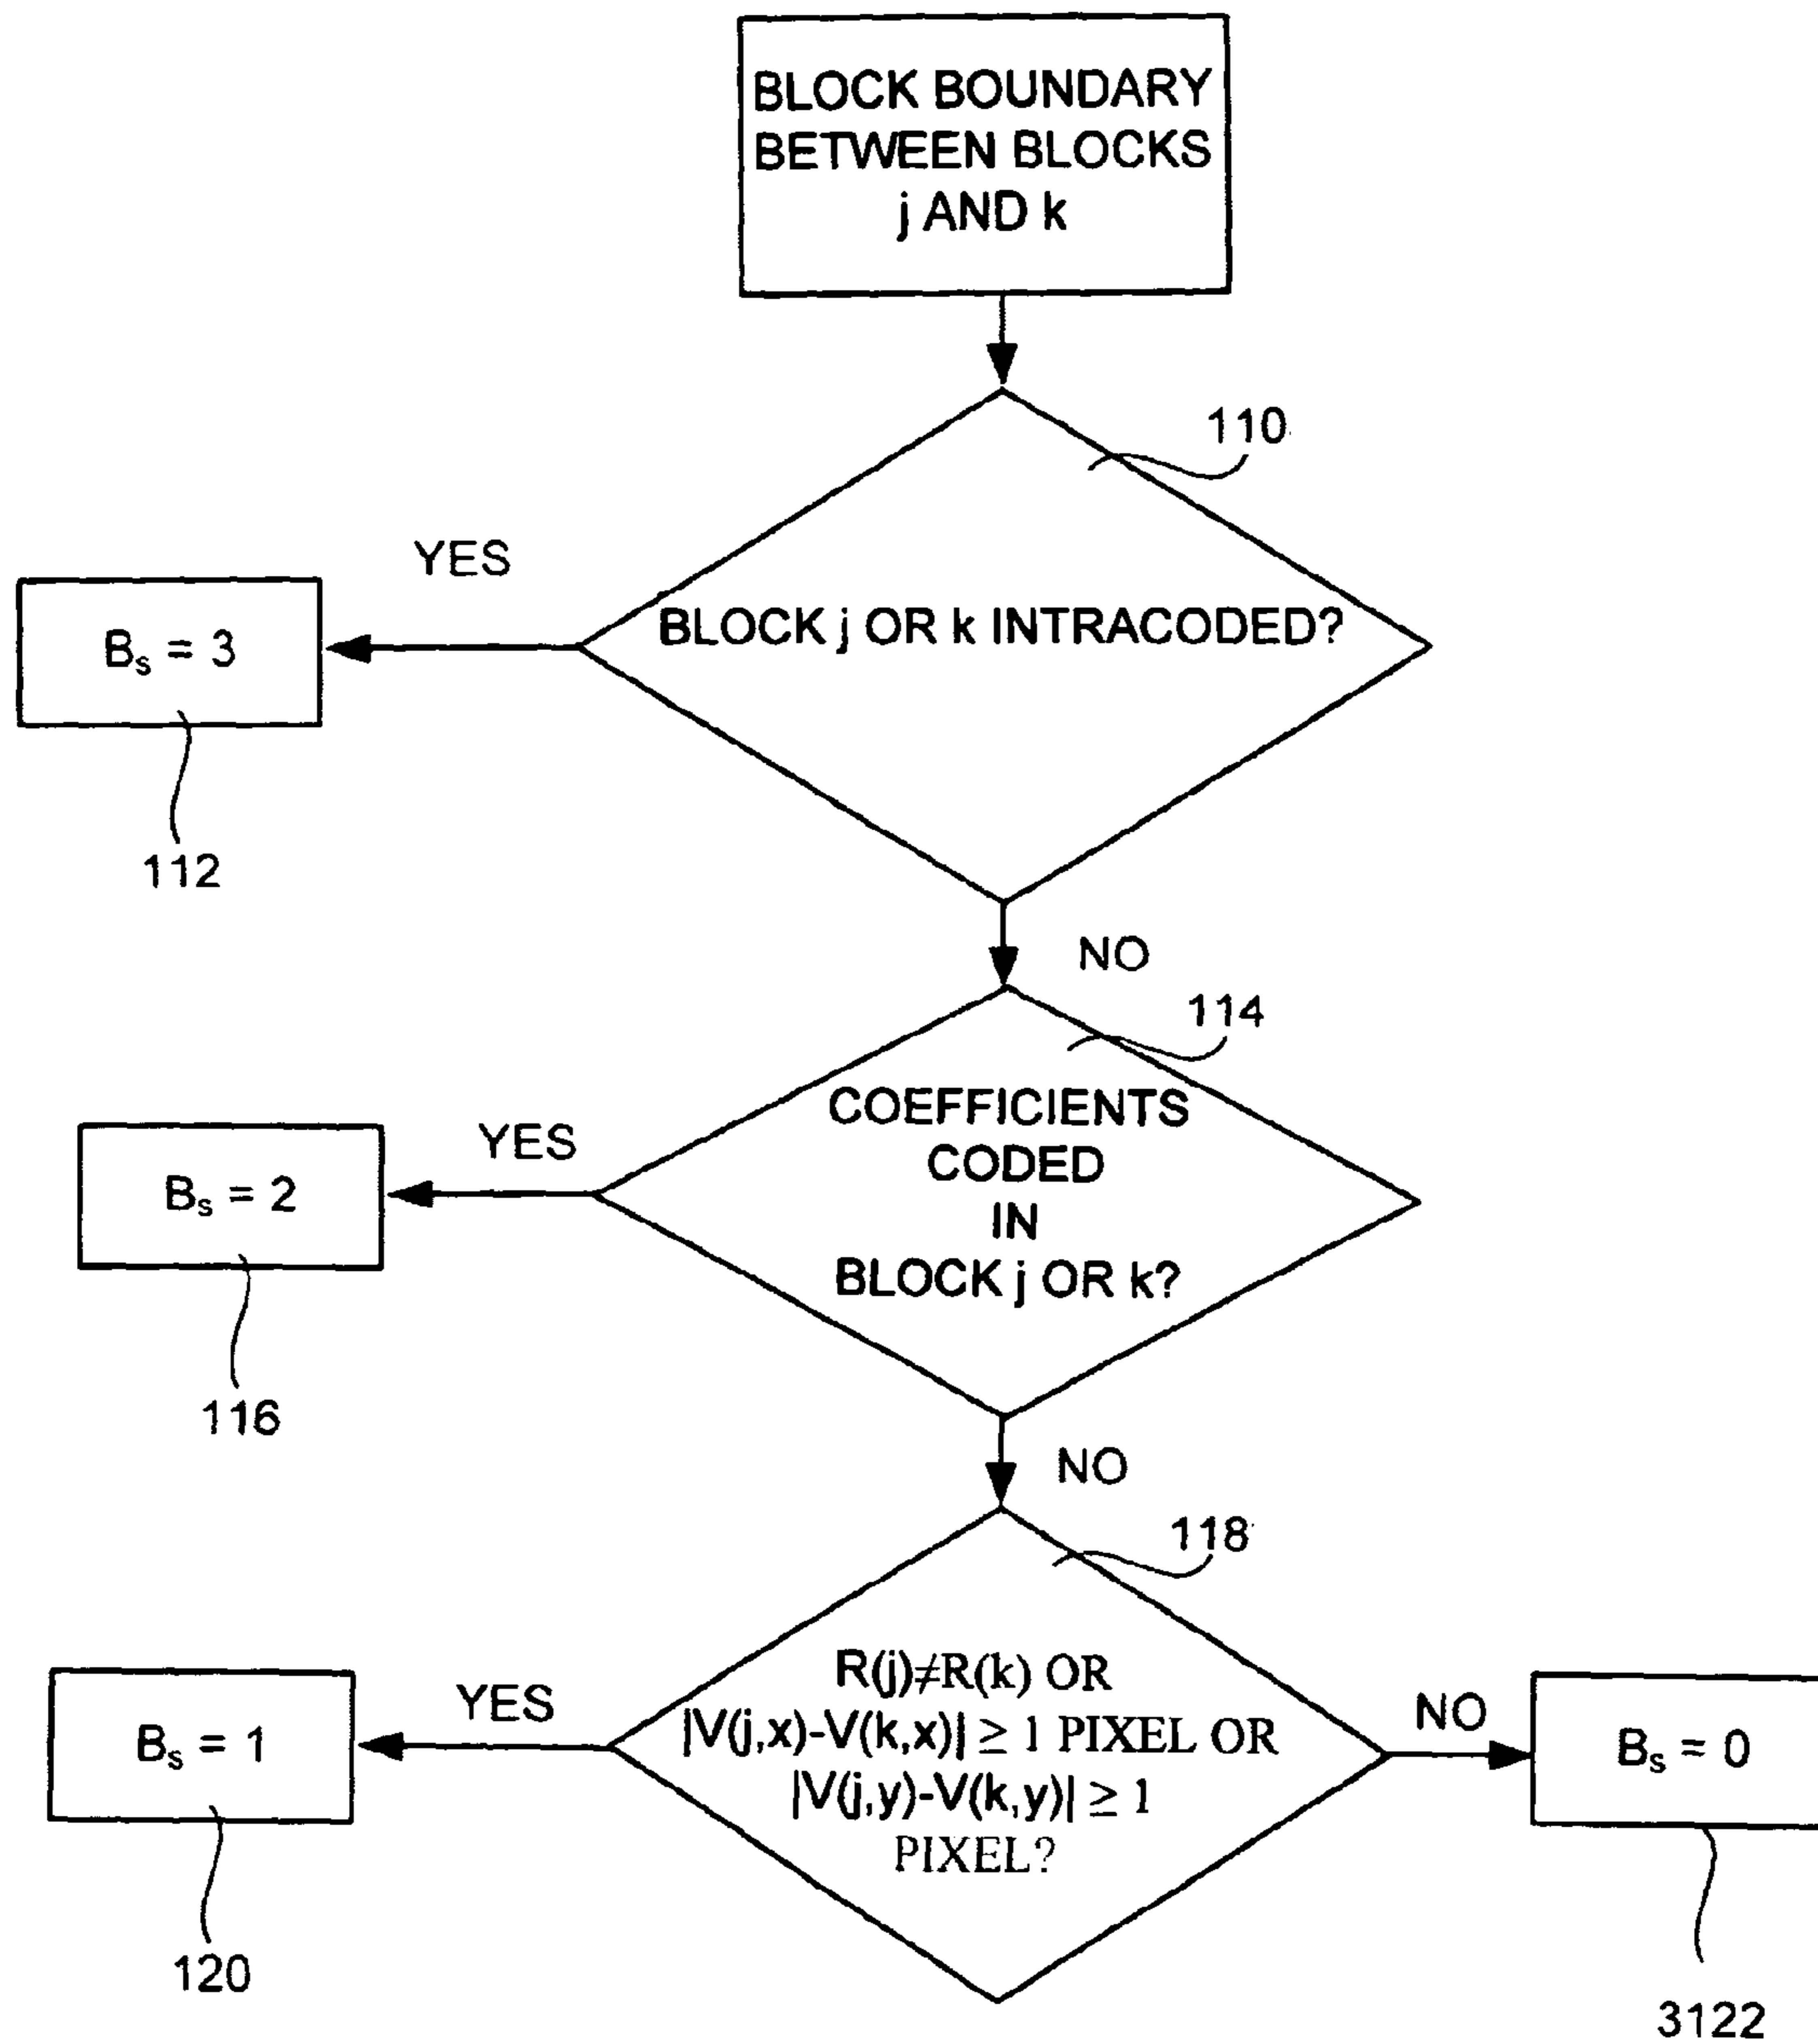 BLOCK BOUNDARY
BETWEEN BLOCKS
j AND k
110
YES
BLOCK j OR k INTRACODED?
Bs = 3
112
NO
114
COEFFICIENTS
CODED
IN
BLOCK j OR k?
YES
Bs = 2
116
NO
118
R(j)≠R(k) OR
|V(j,x)-V(k,x)| ≥ 1 PIXEL OR
|V(j,y)-V(k,y)| ≥ 1
PIXEL?
YES
Bs = 1
NO
Bs = 0
120
3122